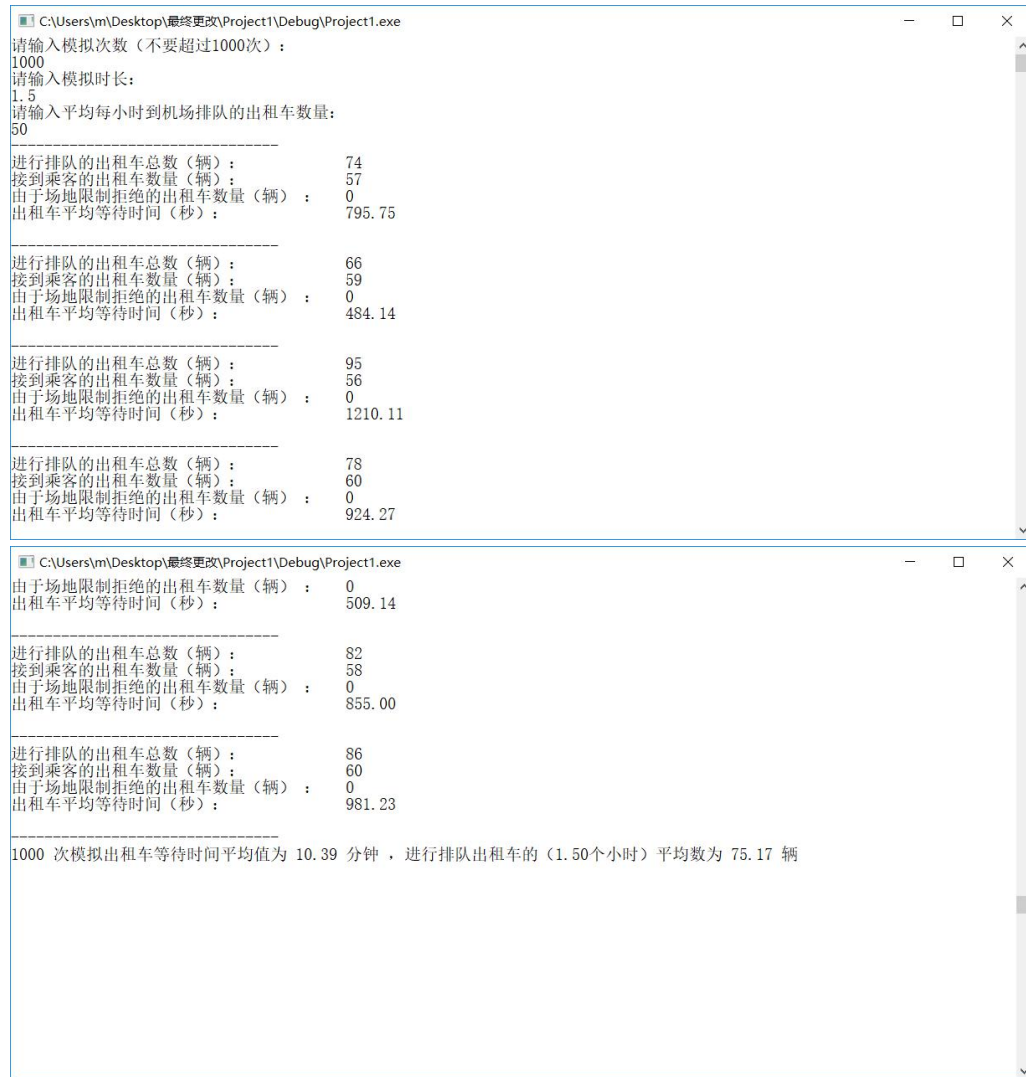 C:\Users\m\Desktop\最终更改\Project1\Debug\Project1.exe
请输入模拟次数（不要超过1000次）：
1000
请输入模拟时长：
1.5
请输入平均每小时到机场排队的出租车数量：
50
--------------------------------
进行排队的出租车总数（辆）： 74
接到乘客的出租车数量（辆）： 57
由于场地限制拒绝的出租车数量（辆） ： 0
出租车平均等待时间（秒）： 795.75
--------------------------------
进行排队的出租车总数（辆）： 66
接到乘客的出租车数量（辆）： 59
由于场地限制拒绝的出租车数量（辆） ： 0
出租车平均等待时间（秒）： 484.14
--------------------------------
进行排队的出租车总数（辆）： 95
接到乘客的出租车数量（辆）： 56
由于场地限制拒绝的出租车数量（辆） ： 0
出租车平均等待时间（秒）： 1210.11
--------------------------------
进行排队的出租车总数（辆）： 78
接到乘客的出租车数量（辆）： 60
由于场地限制拒绝的出租车数量（辆） ： 0
出租车平均等待时间（秒）： 924.27
C:\Users\m\Desktop\最终更改\Project1\Debug\Project1.exe
由于场地限制拒绝的出租车数量（辆） ： 0
出租车平均等待时间（秒）： 509.14
--------------------------------
进行排队的出租车总数（辆）： 82
接到乘客的出租车数量（辆）： 58
由于场地限制拒绝的出租车数量（辆） ： 0
出租车平均等待时间（秒）： 855.00
--------------------------------
进行排队的出租车总数（辆）： 86
接到乘客的出租车数量（辆）： 60
由于场地限制拒绝的出租车数量（辆） ： 0
出租车平均等待时间（秒）： 981.23
--------------------------------
1000 次模拟出租车等待时间平均值为 10.39 分钟 ，进行排队出租车的（1.50个小时）平均数为 75.17 辆